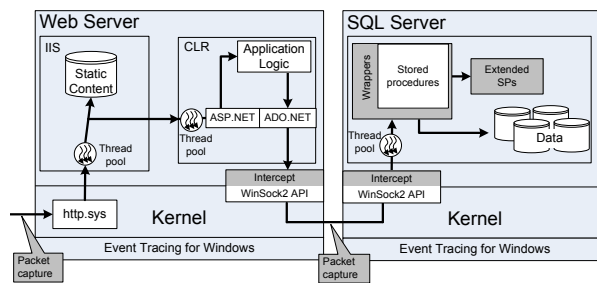 Web Server
IIS
Static
Content
Thread
pool
CLR
Application
Logic
ASP.NET
ADO.NET
Thread
pool
Intercept
WinSock2 API
http.sys
Kernel
Event Tracing for Windows
Packet
capture
SQL Server
Wrappers
Stored
procedures
Extended
SPs
Thread
pool
Data
Intercept
WinSock2 API
Kernel
Event Tracing for Windows
Packet
capture